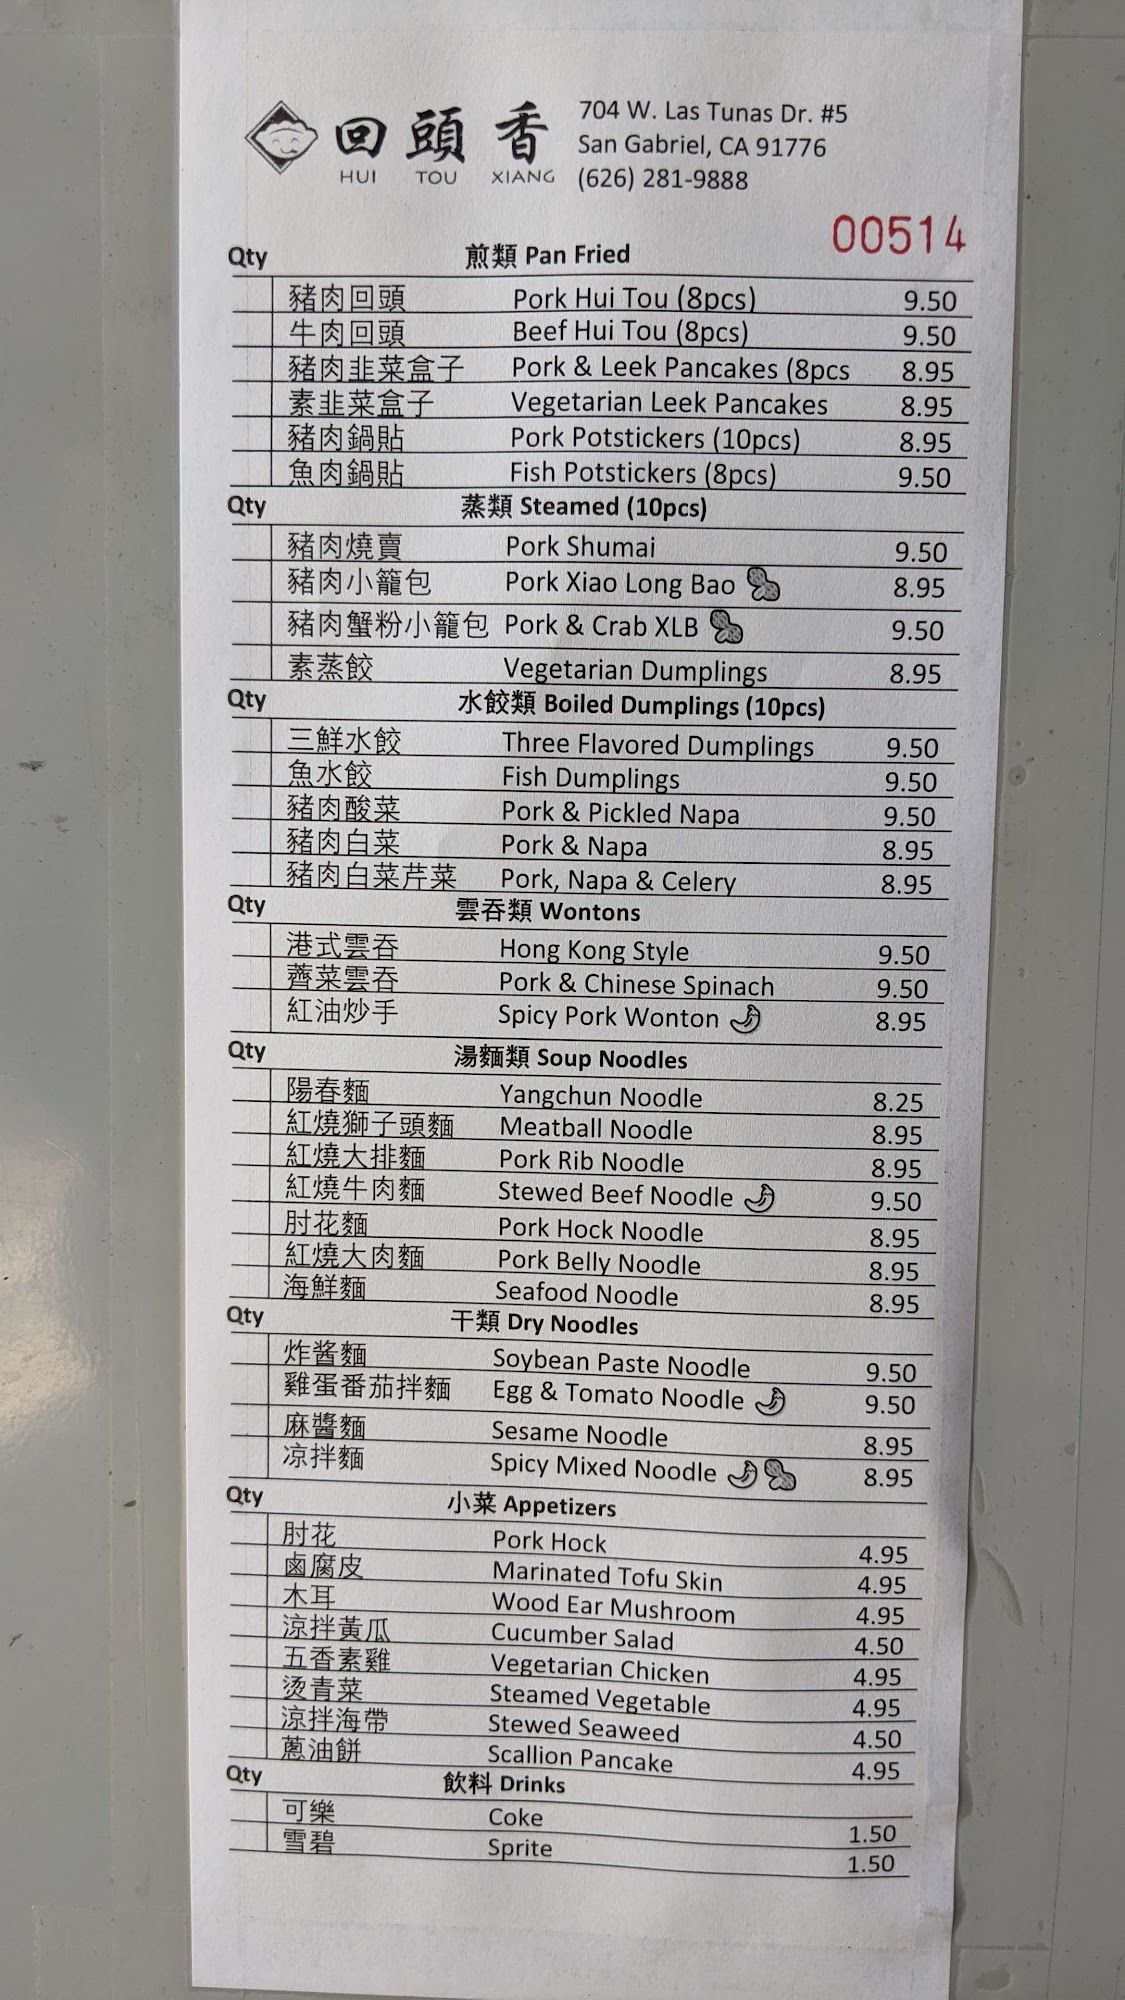 回頭香
HUI TOU XIANG
704 W. Las Tunas Dr. #5
San Gabriel, CA 91776
(626) 281-9888
00514
Qty 煎類 Pan Fried
豬肉回頭 Pork Hui Tou (8pcs) 9.50
牛肉回頭 Beef Hui Tou (8pcs) 9.50
豬肉韭菜盒子 Pork & Leek Pancakes (8pcs 8.95
素韭菜盒子 Vegetarian Leek Pancakes 8.95
豬肉鍋貼 Pork Potstickers (10pcs) 8.95
魚肉鍋貼 Fish Potstickers (8pcs) 9.50
Qty 蒸類 Steamed (10pcs)
豬肉燒賣 Pork Shumai 9.50
豬肉小籠包 Pork Xiao Long Bao 8.95
豬肉蟹粉小籠包 Pork & Crab XLB 9.50
素蒸餃 Vegetarian Dumplings 8.95
Qty 水餃類 Boiled Dumplings (10pcs)
三鮮水餃 Three Flavored Dumplings 9.50
魚水餃 Fish Dumplings 9.50
豬肉酸菜 Pork & Pickled Napa 9.50
豬肉白菜 Pork & Napa 8.95
豬肉白菜芹菜 Pork, Napa & Celery 8.95
Qty 雲吞類 Wontons
港式雲吞 Hong Kong Style 9.50
薺菜雲吞 Pork & Chinese Spinach 9.50
紅油炒手 Spicy Pork Wonton 8.95
Qty 湯麵類 Soup Noodles
陽春麵 Yangchun Noodle 8.25
紅燒獅子頭麵 Meatball Noodle 8.95
紅燒大排麵 Pork Rib Noodle 8.95
紅燒牛肉麵 Stewed Beef Noodle 9.50
肘花麵 Pork Hock Noodle 8.95
紅燒大肉麵 Pork Belly Noodle 8.95
海鮮麵 Seafood Noodle 8.95
Qty 干類 Dry Noodles
炸酱麵 Soybean Paste Noodle 9.50
雞蛋番茄拌麵 Egg & Tomato Noodle 9.50
麻醬麵 Sesame Noodle 8.95
凉拌麵 Spicy Mixed Noodle 8.95
Qty 小菜 Appetizers
肘花 Pork Hock 4.95
鹵腐皮 Marinated Tofu Skin 4.95
木耳 Wood Ear Mushroom 4.95
涼拌黃瓜 Cucumber Salad 4.50
五香素雞 Vegetarian Chicken 4.95
烫青菜 Steamed Vegetable 4.95
涼拌海帶 Stewed Seaweed 4.50
蔥油餅 Scallion Pancake 4.95
Qty 飲料 Drinks
可樂 Coke 1.50
雪碧 Sprite 1.50